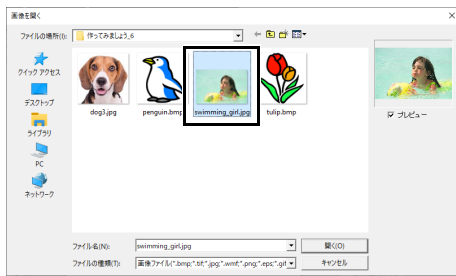 画像を開く
ファイルの場所(I):
作ってみましょう_6
クイック アクセス
デスクトップ
ライブラリ
PC
ネットワーク
dog3.jpg
penguin.bmp
swimming_girl.jpg
tulip.bmp
プレビュー
ファイル名(N):
swimming_girl.jpg
開く(O)
ファイルの種類(T):
画像ファイル(*.bmp;*.tif;*.jpg;*.wmf;*.png;*.eps;*.gif
キャンセル